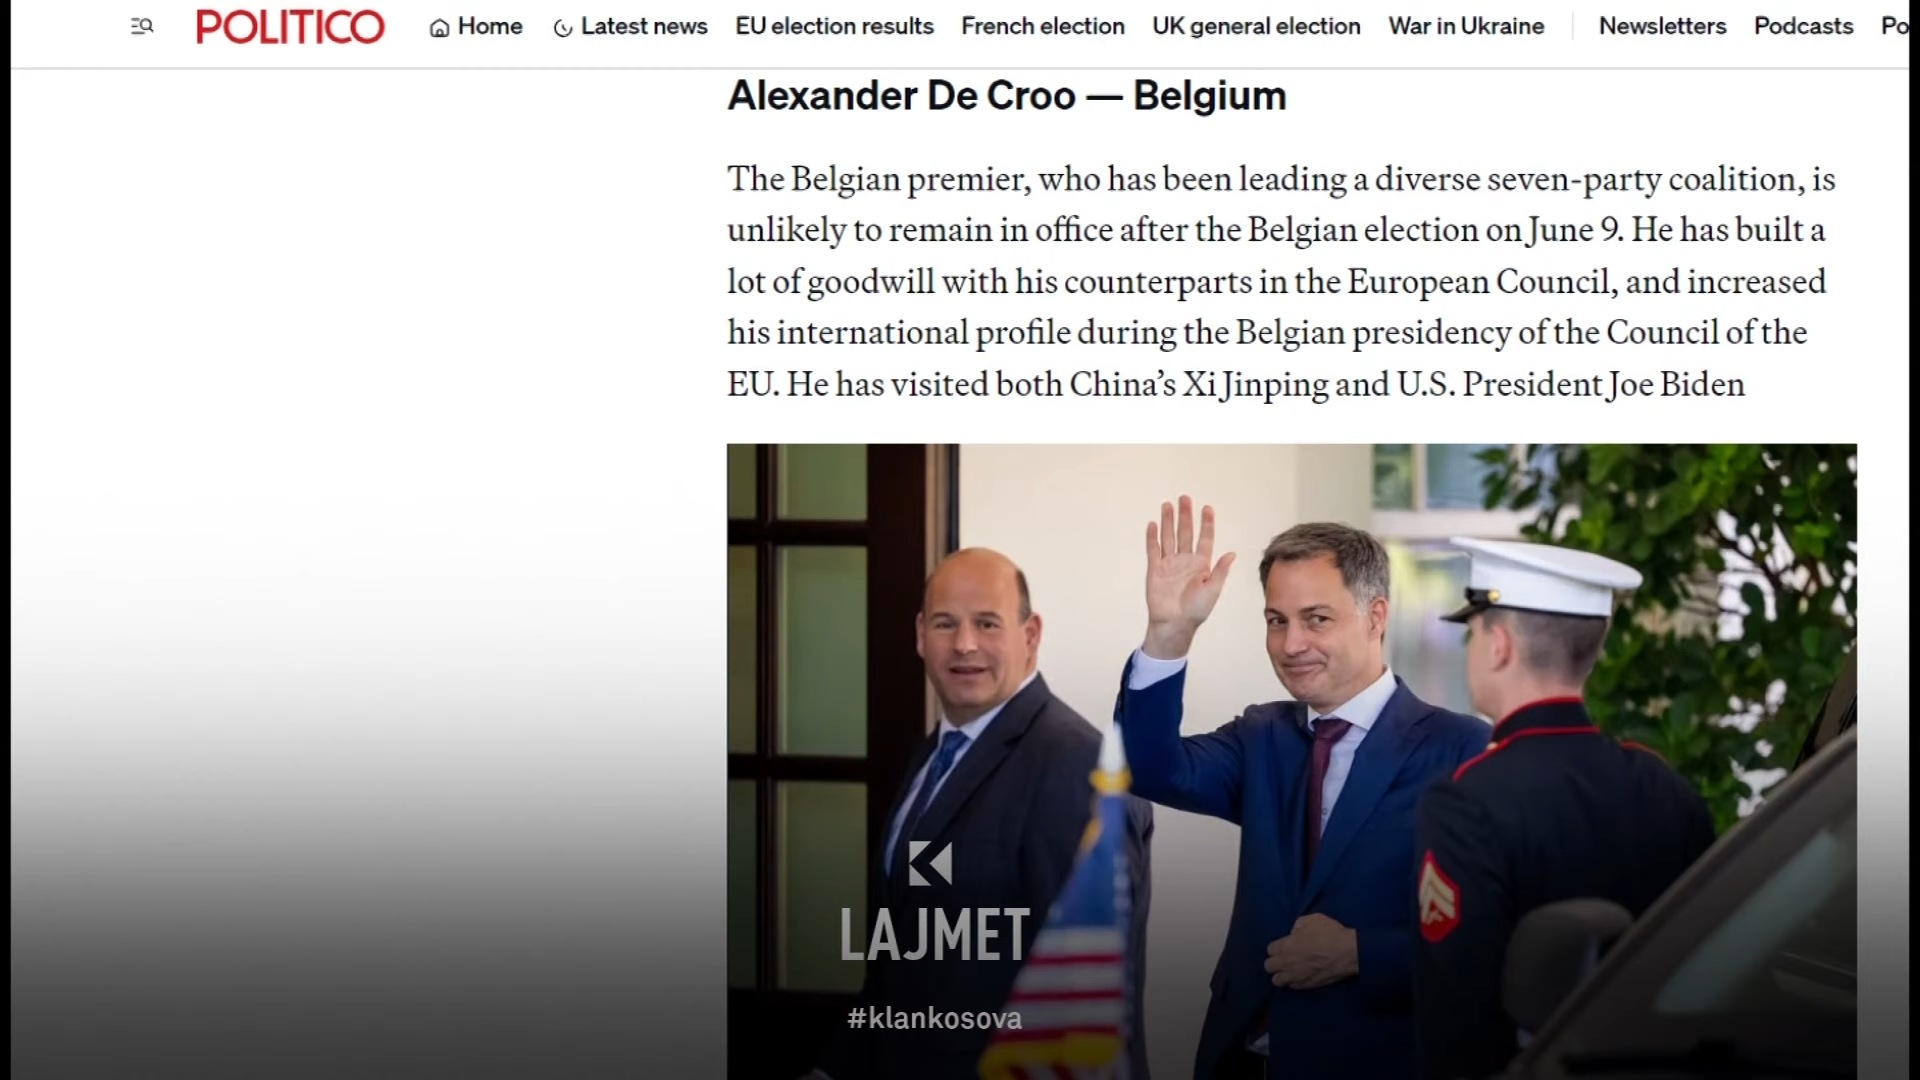 POLITICO Home Latest news EU election results French election UK general election War in Ukraine Newsletters Podcasts Po
Alexander De Croo — Belgium
The Belgian premier, who has been leading a diverse seven-party coalition, is
unlikely to remain in office after the Belgian election on June 9. He has built a
lot of goodwill with his counterparts in the European Council, and increased
his international profile during the Belgian presidency of the Council of the
EU. He has visited both China’s Xi Jinping and U.S. President Joe Biden
LAJMET
#klankosova